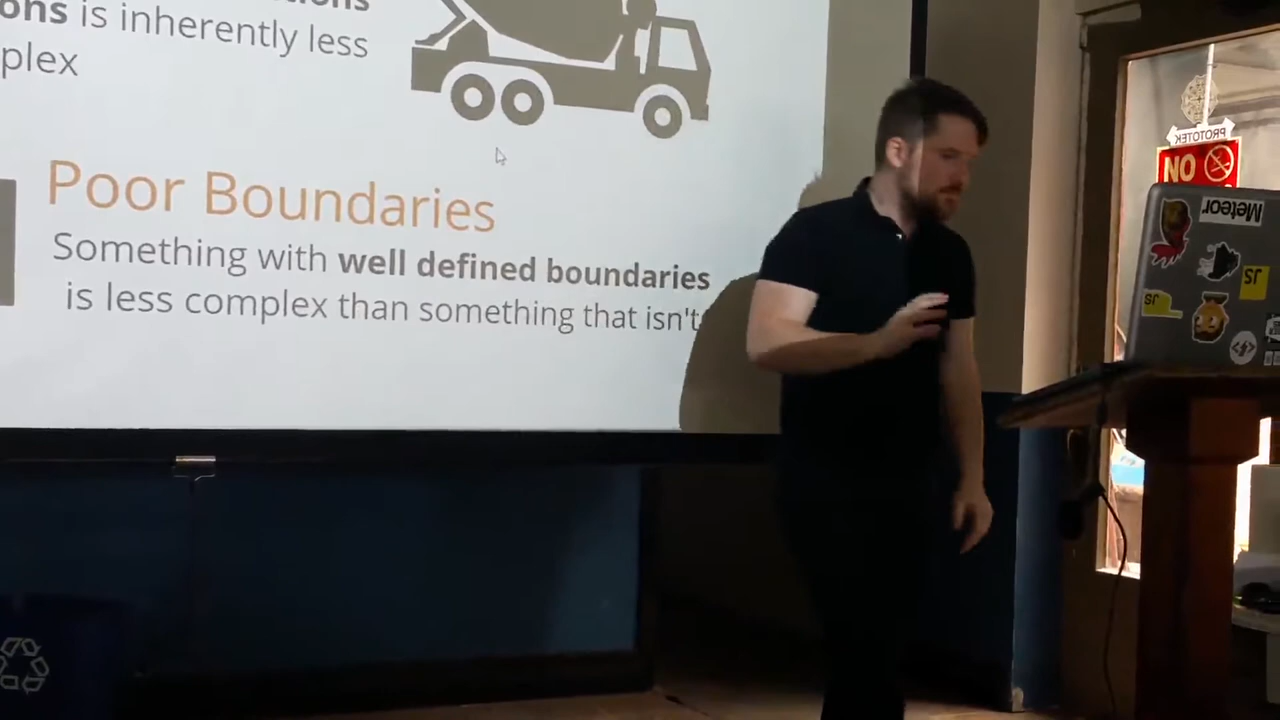 ons is inherently less
plex
Poor Boundaries
Something with well defined boundaries
is less complex than something that isn't
PROTOTEK
NO
Meteor
JS
JS